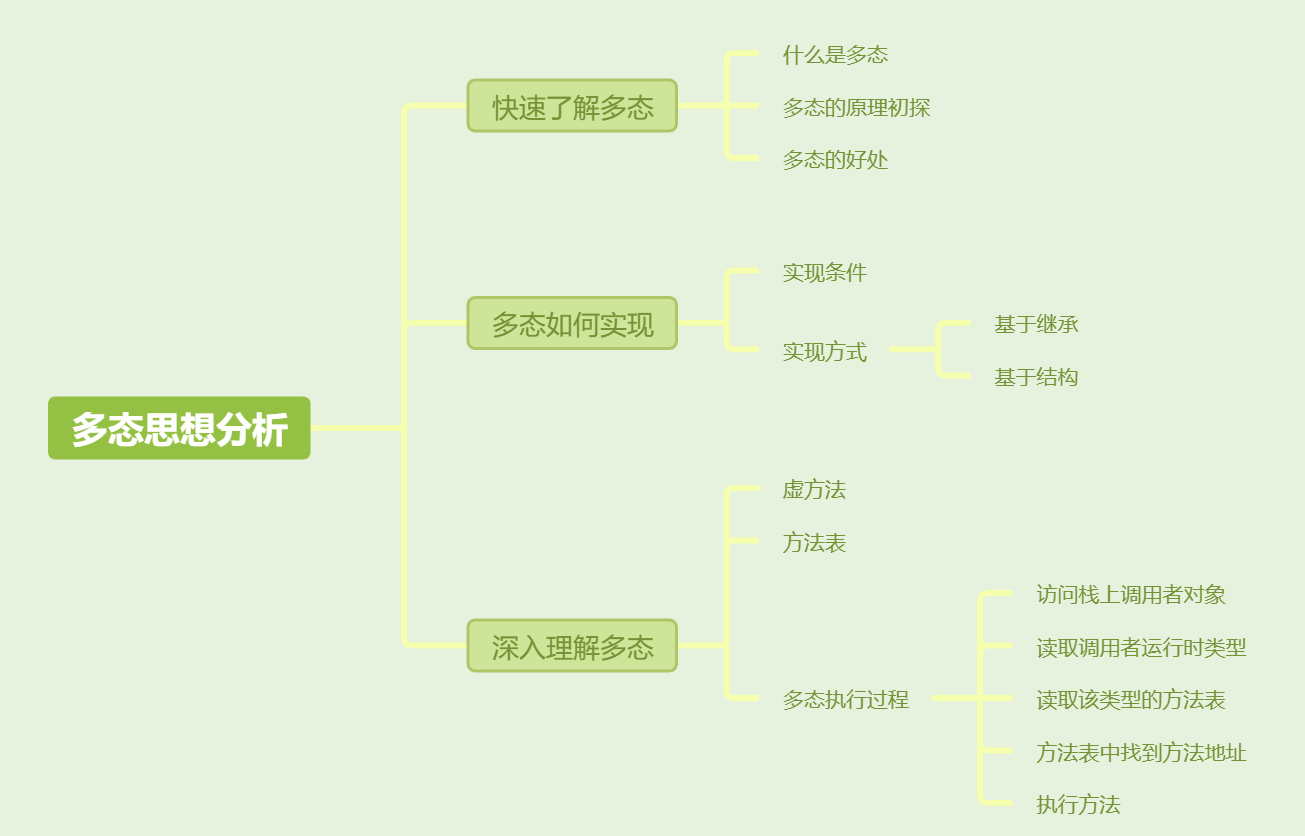 多态思想分析
快速了解多态
什么是多态
多态的原理初探
多态的好处
多态如何实现
实现条件
实现方式
基于继承
基于结构
深入理解多态
虚方法
方法表
多态执行过程
访问栈上调用者对象
读取调用者运行时类型
读取该类型的方法表
方法表中找到方法地址
执行方法